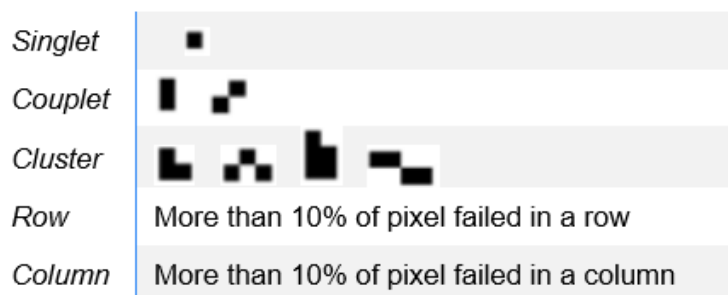 Singlet
Couplet
Cluster
Row More than 10% of pixel failed in a row
Column More than 10% of pixel failed in a column